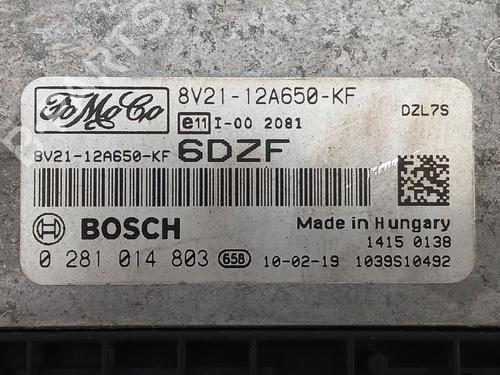 FoMoCo 8V21-12A650-KF
e11 I-00 2081 DZL7S
8V21-12A650-KF 6DZF
BOSCH Made in Hungary
1415 0138
0 281 014 803 65B 10-02-19 1039S10492